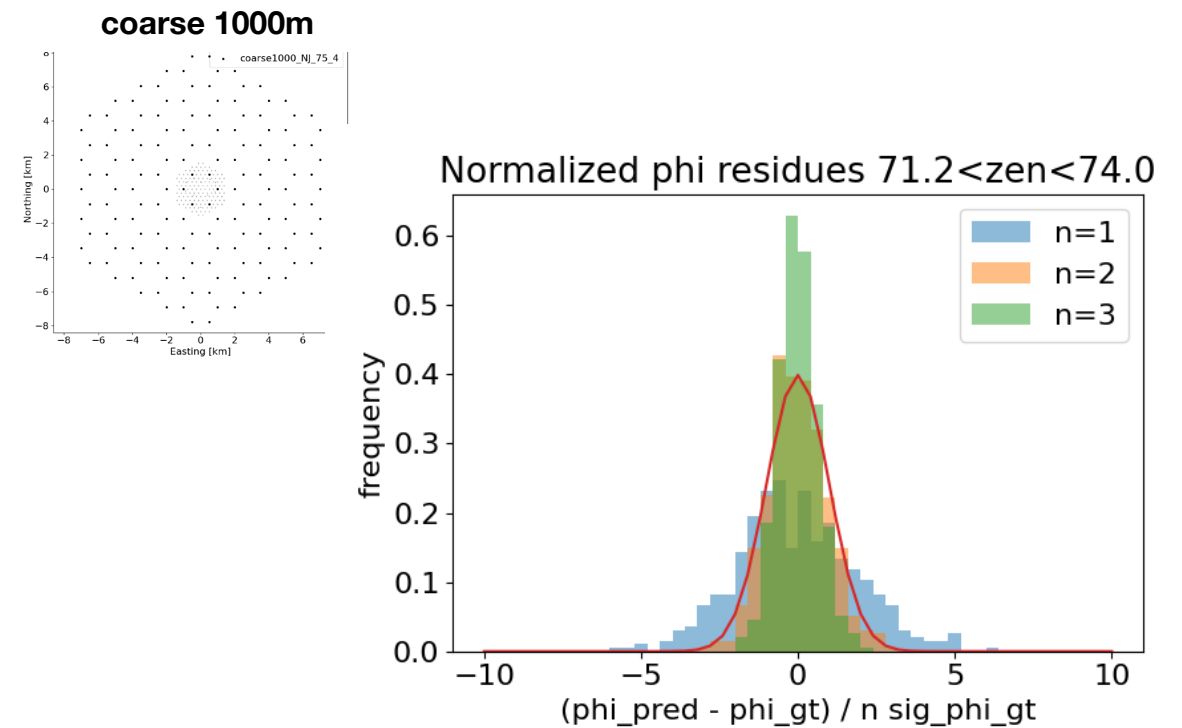 coarse 1000m
coarse1000_NJ_75_4
8
6
4
2
0
−2
−4
−6
−8
Northing [km]
−8 −6 −4 −2 0 2 4 6
Easting [km]
Normalized phi residues 71.2<zen<74.0
n=1
n=2
n=3
0.6
0.5
0.4
0.3
0.2
0.1
0.0
frequency
−10 −5 0 5 10
(phi_pred - phi_gt) / n sig_phi_gt